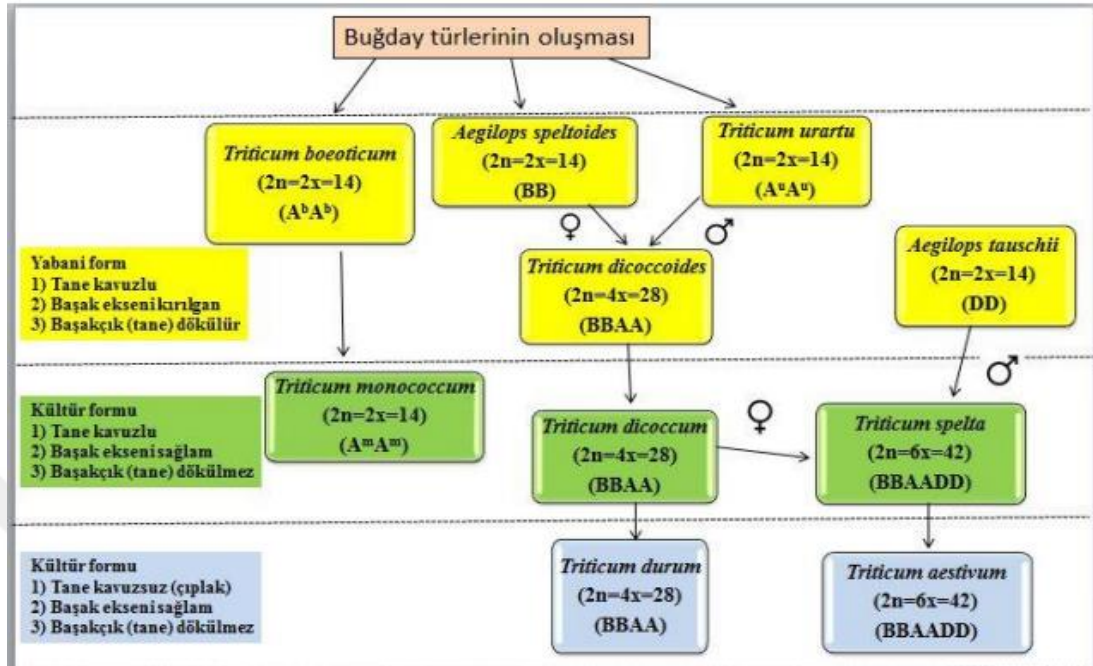 Buğday türlerinin oluşması
Triticum boeoticum
(2n=2x=14)
(AᵇAᵇ)
Aegilops speltoides
(2n=2x=14)
(BB)
Triticum urartu
(2n=2x=14)
(AᵘAᵘ)
♀
♂
Yabani form
1) Tane kavuzlu
2) Başak ekseni kırılgan
3) Başakçık (tane) dökülür
Triticum dicoccoides
(2n=4x=28)
(BBAA)
Aegilops tauschii
(2n=2x=14)
(DD)
♂
Kültür formu
1) Tane kavuzlu
2) Başak ekseni sağlam
3) Başakçık (tane) dökülmez
Triticum monococcum
(2n=2x=14)
(AᵐAᵐ)
Triticum dicoccum
(2n=4x=28)
(BBAA)
♀
Triticum spelta
(2n=6x=42)
(BBAADD)
Kültür formu
1) Tane kavuzsuz (çıplak)
2) Başak ekseni sağlam
3) Başakçık (tane) dökülmez
Triticum durum
(2n=4x=28)
(BBAA)
Triticum aestivum
(2n=6x=42)
(BBAADD)